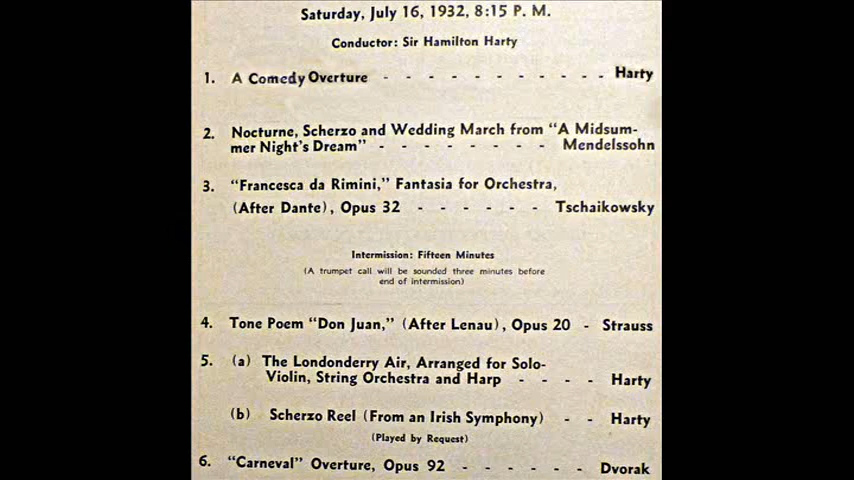 Saturday, July 16, 1932, 8:15 P. M.
Conductor: Sir Hamilton Harty
1. A Comedy Overture - - - - - - - - - - - Harty
2. Nocturne, Scherzo and Wedding March from "A Midsum-
mer Night's Dream" - - - - - - - - Mendelssohn
3. "Francesca da Rimini," Fantasia for Orchestra,
(After Dante), Opus 32 - - - - - - Tschaikowsky
Intermission: Fifteen Minutes
(A trumpet call will be sounded three minutes before
end of intermission)
4. Tone Poem "Don Juan," (After Lenau), Opus 20 - Strauss
5. (a) The Londonderry Air, Arranged for Solo-
Violin, String Orchestra and Harp - - - - Harty
(b) Scherzo Reel (From an Irish Symphony) - - Harty
(Played by Request)
6. "Carneval" Overture, Opus 92 - - - - - - Dvorak